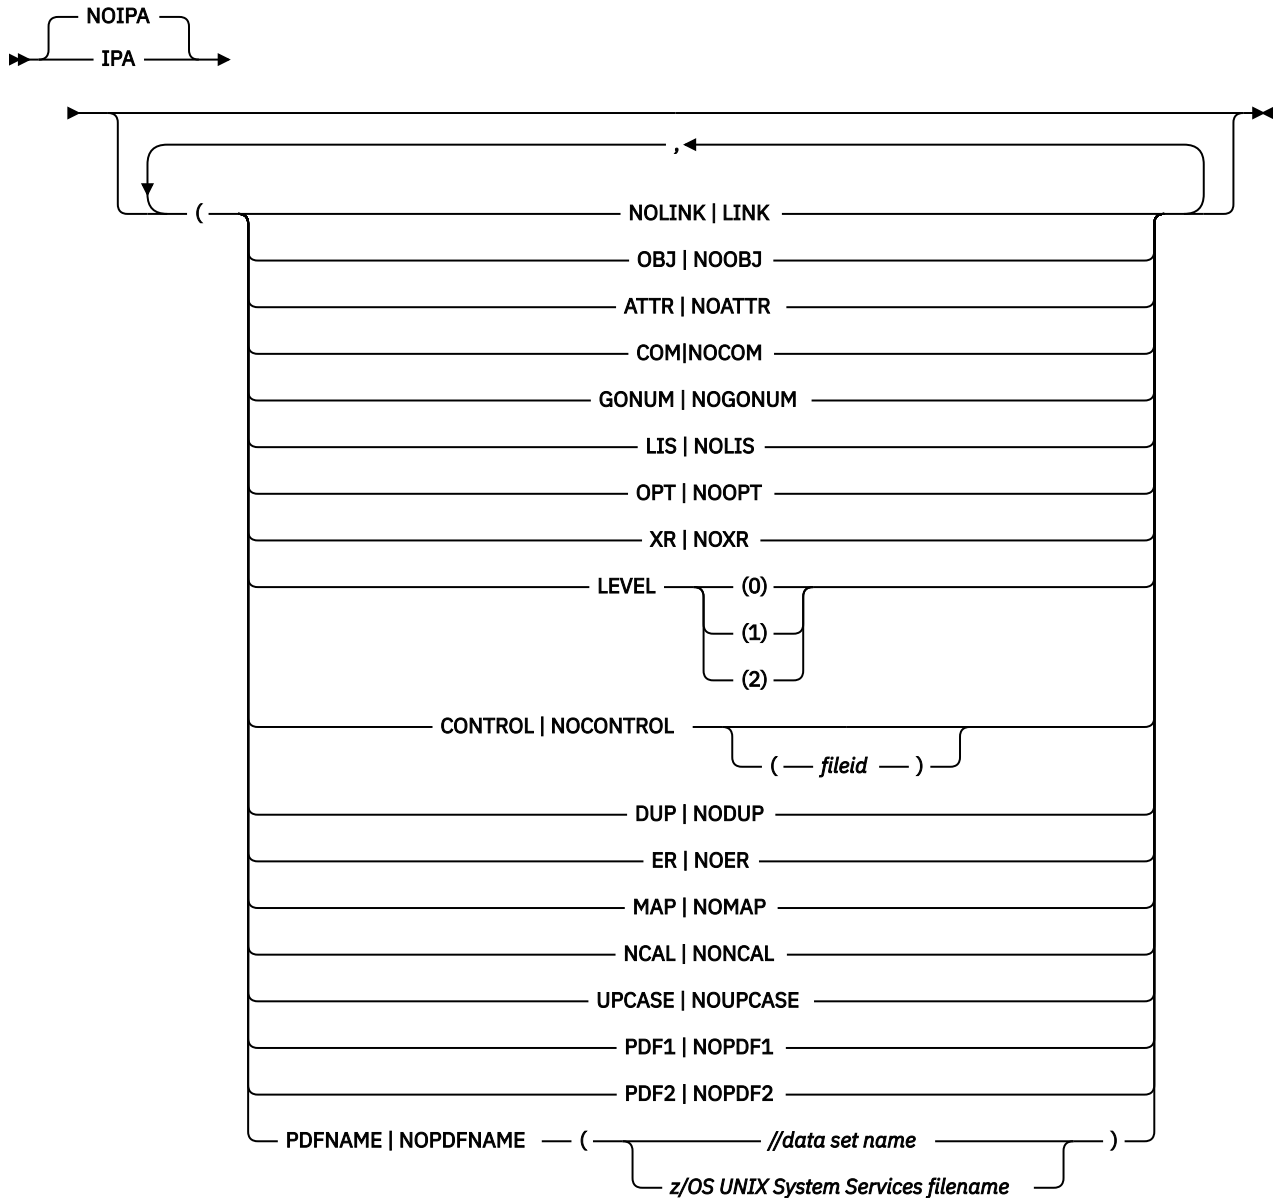 NOIPA
IPA
,
( NOLINK | LINK
OBJ | NOOBJ
ATTR | NOATTR
COM|NOCOM
GONUM | NOGONUM
LIS | NOLIS
OPT | NOOPT
XR | NOXR
LEVEL (0)
(1)
(2)
CONTROL | NOCONTROL
( fileid )
DUP | NODUP
ER | NOER
MAP | NOMAP
NCAL | NONCAL
UPCASE | NOUPCASE
PDF1 | NOPDF1
PDF2 | NOPDF2
PDFNAME | NOPDFNAME ( //data set name )
z/OS UNIX System Services filename